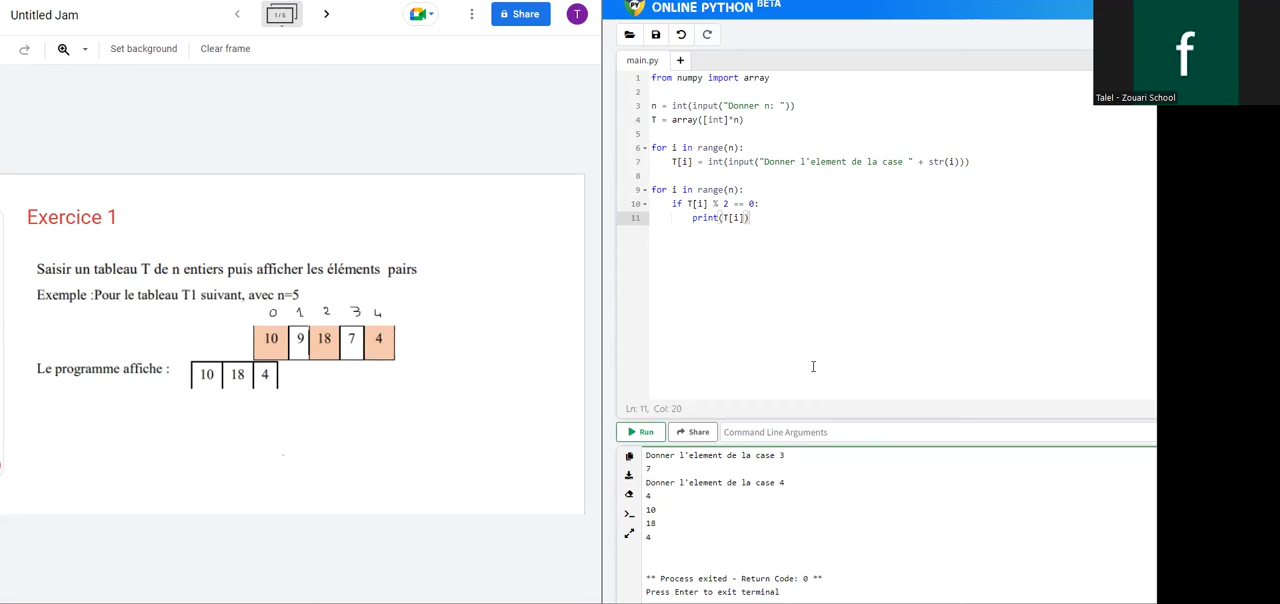 Untitled Jam
1/5
Share
T
Set background
Clear frame
Exercice 1
Saisir un tableau T de n entiers puis afficher les éléments pairs
Exemple :Pour le tableau T1 suivant, avec n=5
0 1 2 3 4
10 9 18 7 4
Le programme affiche :
10 18 4
ONLINE PYTHON BETA
main.py
+
1 from numpy import array
2
3 n = int(input("Donner n: "))
4 T = array([int]*n)
5
6 for i in range(n):
7 T[i] = int(input("Donner l'element de la case " + str(i)))
8
9 for i in range(n):
10 if T[i] % 2 == 0:
11 print(T[i])
Ln: 11, Col: 20
Run
Share
Command Line Arguments
Donner l'element de la case 3
7
Donner l'element de la case 4
4
10
18
4
** Process exited - Return Code: 0 **
Press Enter to exit terminal
f
Talel - Zouari School